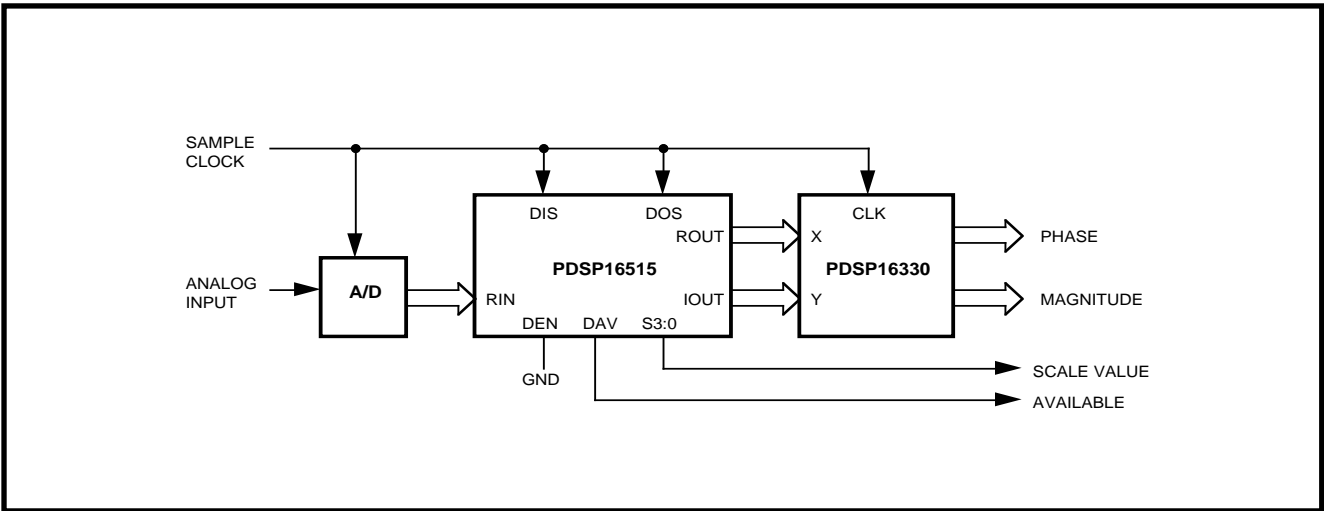 SAMPLE
CLOCK
DIS
DOS
CLK
ROUT
X
PHASE
ANALOG
INPUT
A/D
PDSP16515
PDSP16330
RIN
IOUT
Y
MAGNITUDE
DEN
DAV
S3:0
GND
SCALE VALUE
AVAILABLE